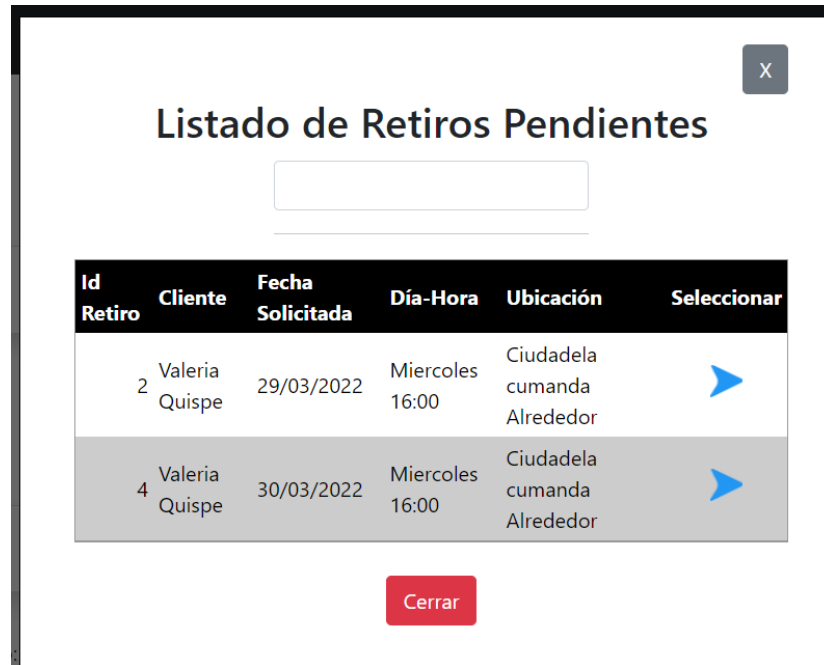 X
Listado de Retiros Pendientes
Id Retiro Cliente Fecha Solicitada Día-Hora Ubicación Seleccionar
2 Valeria Quispe 29/03/2022 Miercoles 16:00 Ciudadela cumanda Alrededor
4 Valeria Quispe 30/03/2022 Miercoles 16:00 Ciudadela cumanda Alrededor
Cerrar